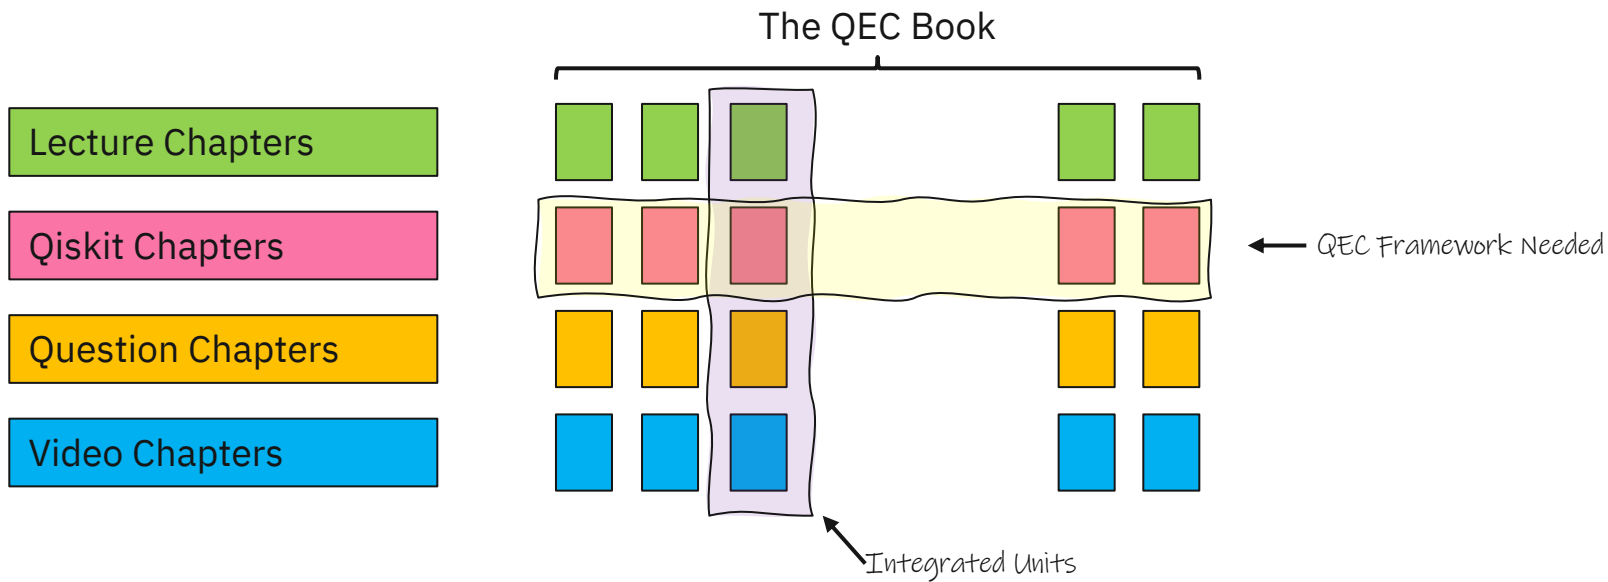 The QEC Book
Lecture Chapters
Qiskit Chapters
QEC Framework Needed
Question Chapters
Video Chapters
Integrated Units